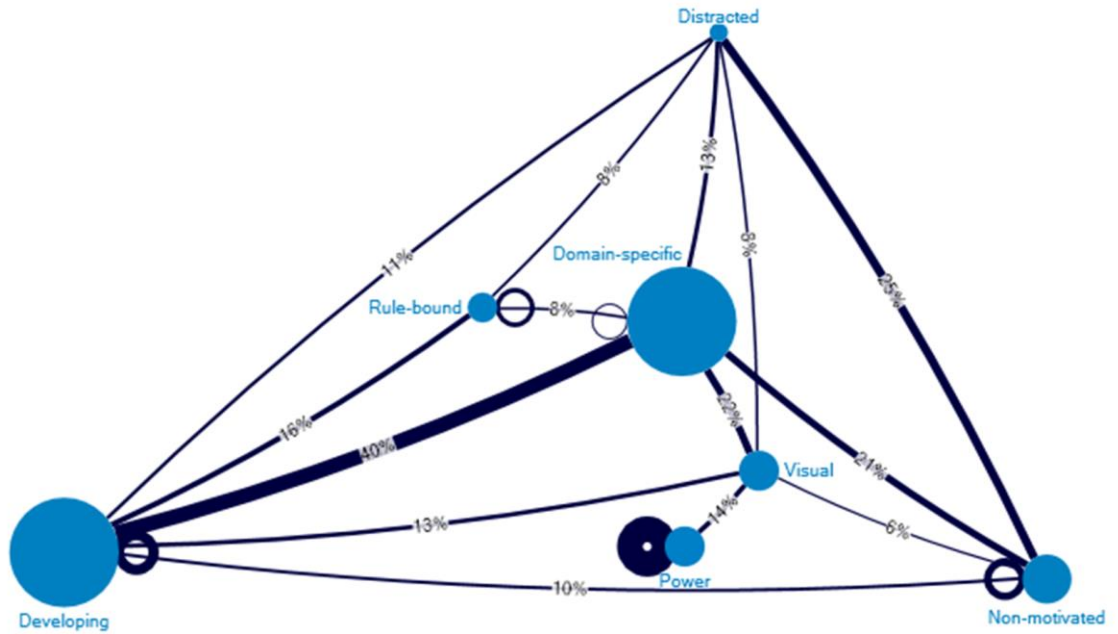 Distracted
13%
8%
8%
Domain-specific
11%
25%
Rule-bound
8%
22%
16%
40%
21%
Visual
14%
13%
6%
Power
10%
Non-motivated
Developing